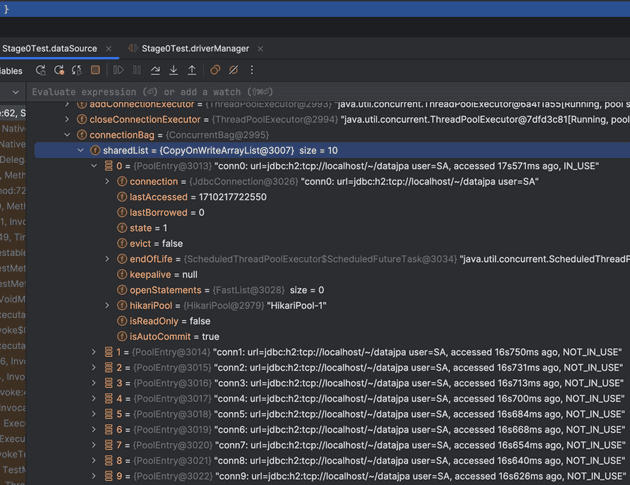 }
Stage0Test.dataSource × Stage0Test.driverManager ×
iables
Evaluate expression (⏎) or add a watch (⇧⌘⏎)
addConnectionExecutor = {ThreadPoolExecutor@2993} "java.util.concurrent.ThreadPoolExecutor@6a4f1a55[Running, pool s
:62, S closeConnectionExecutor = {ThreadPoolExecutor@2994} "java.util.concurrent.ThreadPoolExecutor@7dfd3c81[Running, pool
Native connectionBag = {ConcurrentBag@2995}
Native sharedList = {CopyOnWriteArrayList@3007} size = 10
Delega 0 = {PoolEntry@3013} "conn0: url=jdbc:h2:tcp://localhost/~/datajpa user=SA, accessed 17s571ms ago, IN_USE"
, Meth connection = {JdbcConnection@3026} "conn0: url=jdbc:h2:tcp://localhost/~/datajpa user=SA"
nod:72 lastAccessed = 1710217722550
9, Invo lastBorrowed = 0
1, Invo state = 1
49, Tir evict = false
estable endOfLife = {ScheduledThreadPoolExecutor$ScheduledFutureTask@3034} "java.util.concurrent.ScheduledThreadP
estMet keepalive = null
estMet openStatements = {FastList@3028} size = 0
VoidM hikariPool = {HikariPool@2979} "HikariPool-1"
xecuta isReadOnly = false
voke$ isAutoCommit = true
xecuta 1 = {PoolEntry@3014} "conn1: url=jdbc:h2:tcp://localhost/~/datajpa user=SA, accessed 16s750ms ago, NOT_IN_USE"
6, Inv 2 = {PoolEntry@3015} "conn2: url=jdbc:h2:tcp://localhost/~/datajpa user=SA, accessed 16s731ms ago, NOT_IN_USE"
voke:4 3 = {PoolEntry@3016} "conn3: url=jdbc:h2:tcp://localhost/~/datajpa user=SA, accessed 16s713ms ago, NOT_IN_USE"
Invoca 4 = {PoolEntry@3017} "conn4: url=jdbc:h2:tcp://localhost/~/datajpa user=SA, accessed 16s700ms ago, NOT_IN_USE"
5, Invo 5 = {PoolEntry@3018} "conn5: url=jdbc:h2:tcp://localhost/~/datajpa user=SA, accessed 16s684ms ago, NOT_IN_USE"
, Exec 6 = {PoolEntry@3019} "conn6: url=jdbc:h2:tcp://localhost/~/datajpa user=SA, accessed 16s668ms ago, NOT_IN_USE"
Execut 7 = {PoolEntry@3020} "conn7: url=jdbc:h2:tcp://localhost/~/datajpa user=SA, accessed 16s654ms ago, NOT_IN_USE"
vokeTe 8 = {PoolEntry@3021} "conn8: url=jdbc:h2:tcp://localhost/~/datajpa user=SA, accessed 16s640ms ago, NOT_IN_USE"
TestM 9 = {PoolEntry@3022} "conn9: url=jdbc:h2:tcp://localhost/~/datajpa user=SA, accessed 16s626ms ago, NOT_IN_USE"